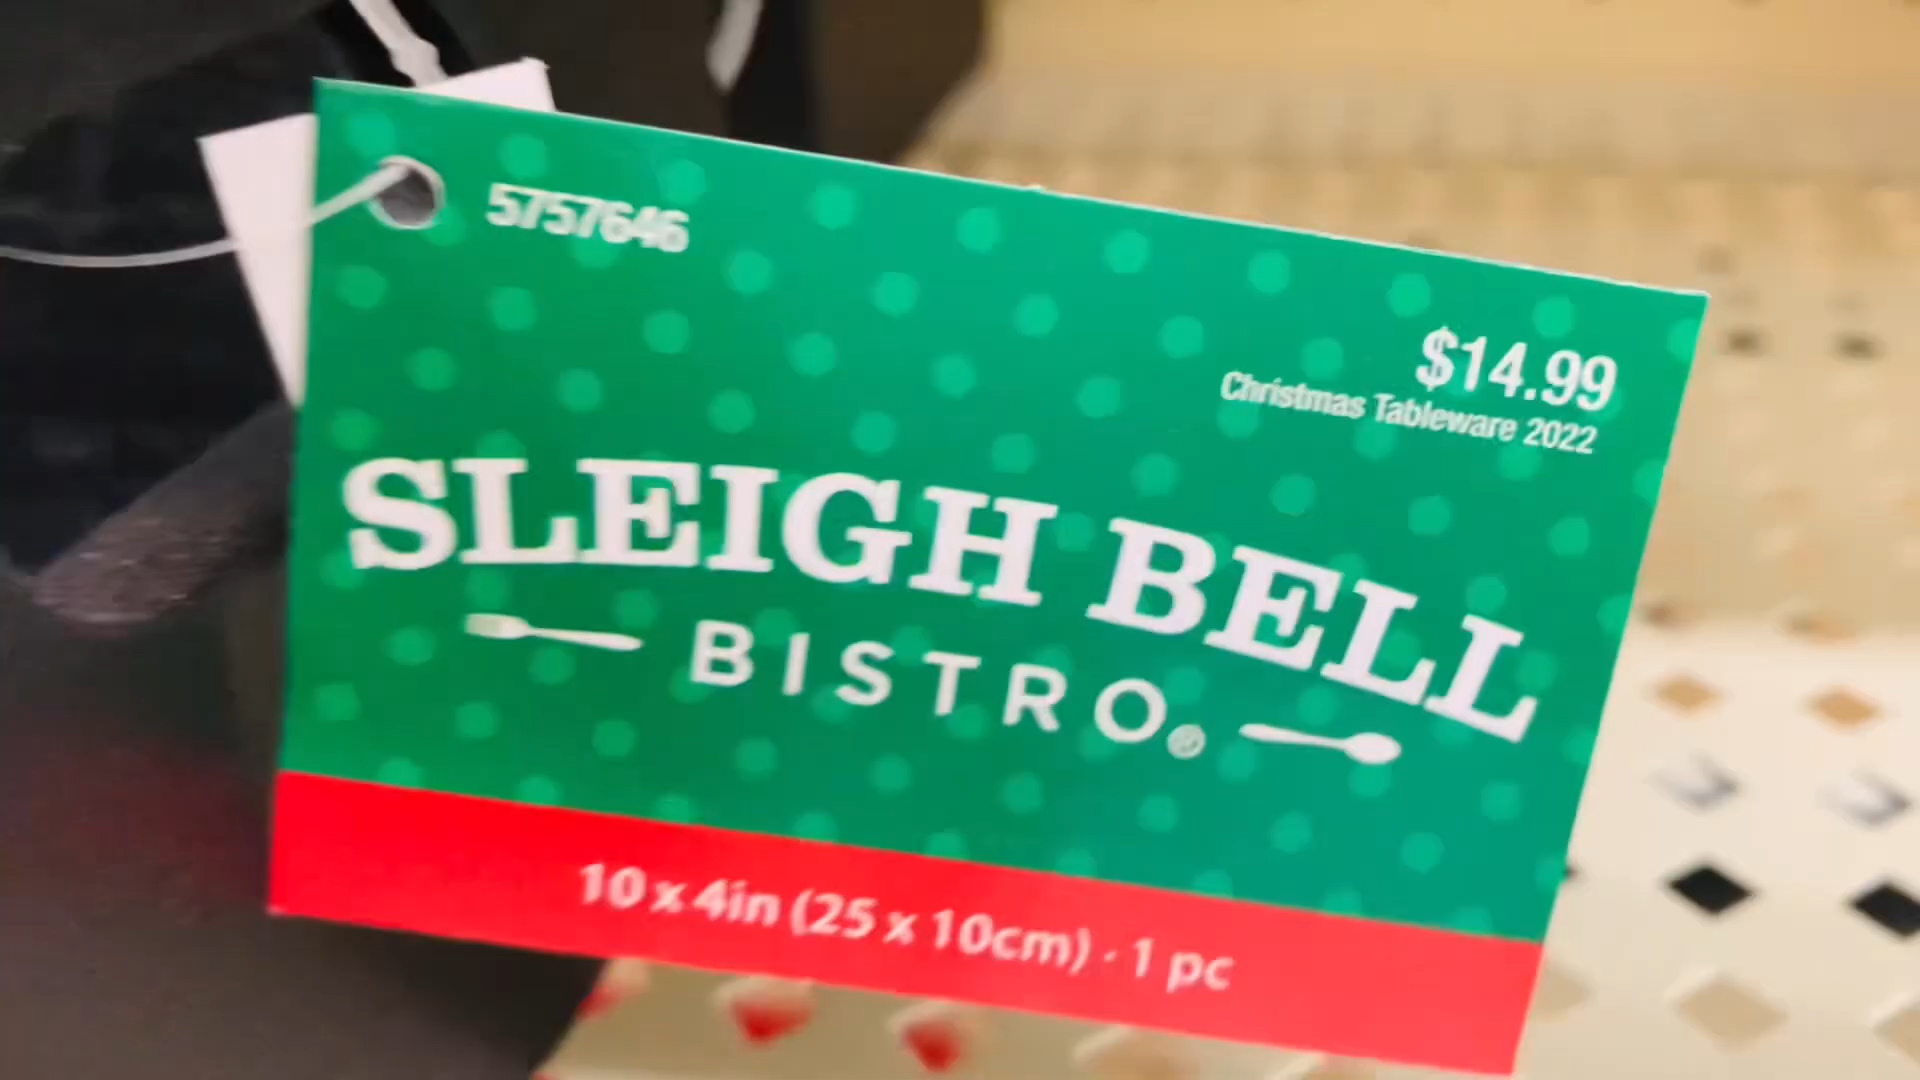 5757646
$14.99
Christmas Tableware 2022
SLEIGH BELL
BISTRO®
10 x 4in (25 x 10cm) · 1 pc